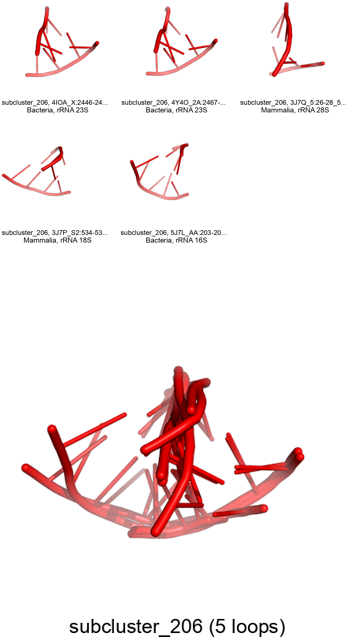 subcluster_206, 4IOA_X:2446-24...
Bacteria, rRNA 23S
subcluster_206, 4Y4O_2A:2467-...
Bacteria, rRNA 23S
subcluster_206, 3J7Q_5:26-28_5...
Mammalia, rRNA 28S
subcluster_206, 3J7P_S2:534-53...
Mammalia, rRNA 18S
subcluster_206, 5J7L_AA:203-20...
Bacteria, rRNA 16S
subcluster_206 (5 loops)